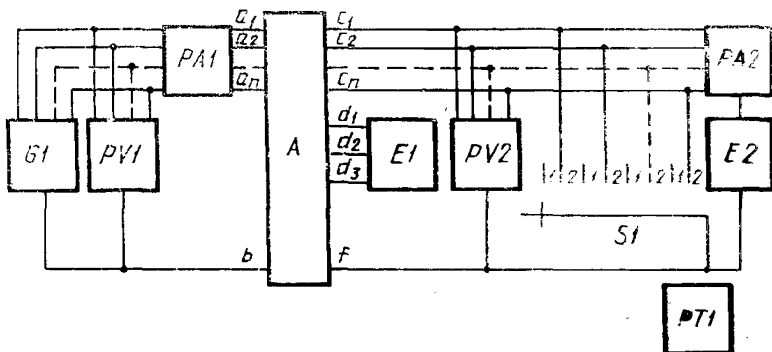 a1
a2
an
PA1
G1
PV1
b
A
c1
c2
cn
d1
d2
d3
E1
f
PV2
1 2 1 2 1 2 1 2
S1
PA2
E2
PT1